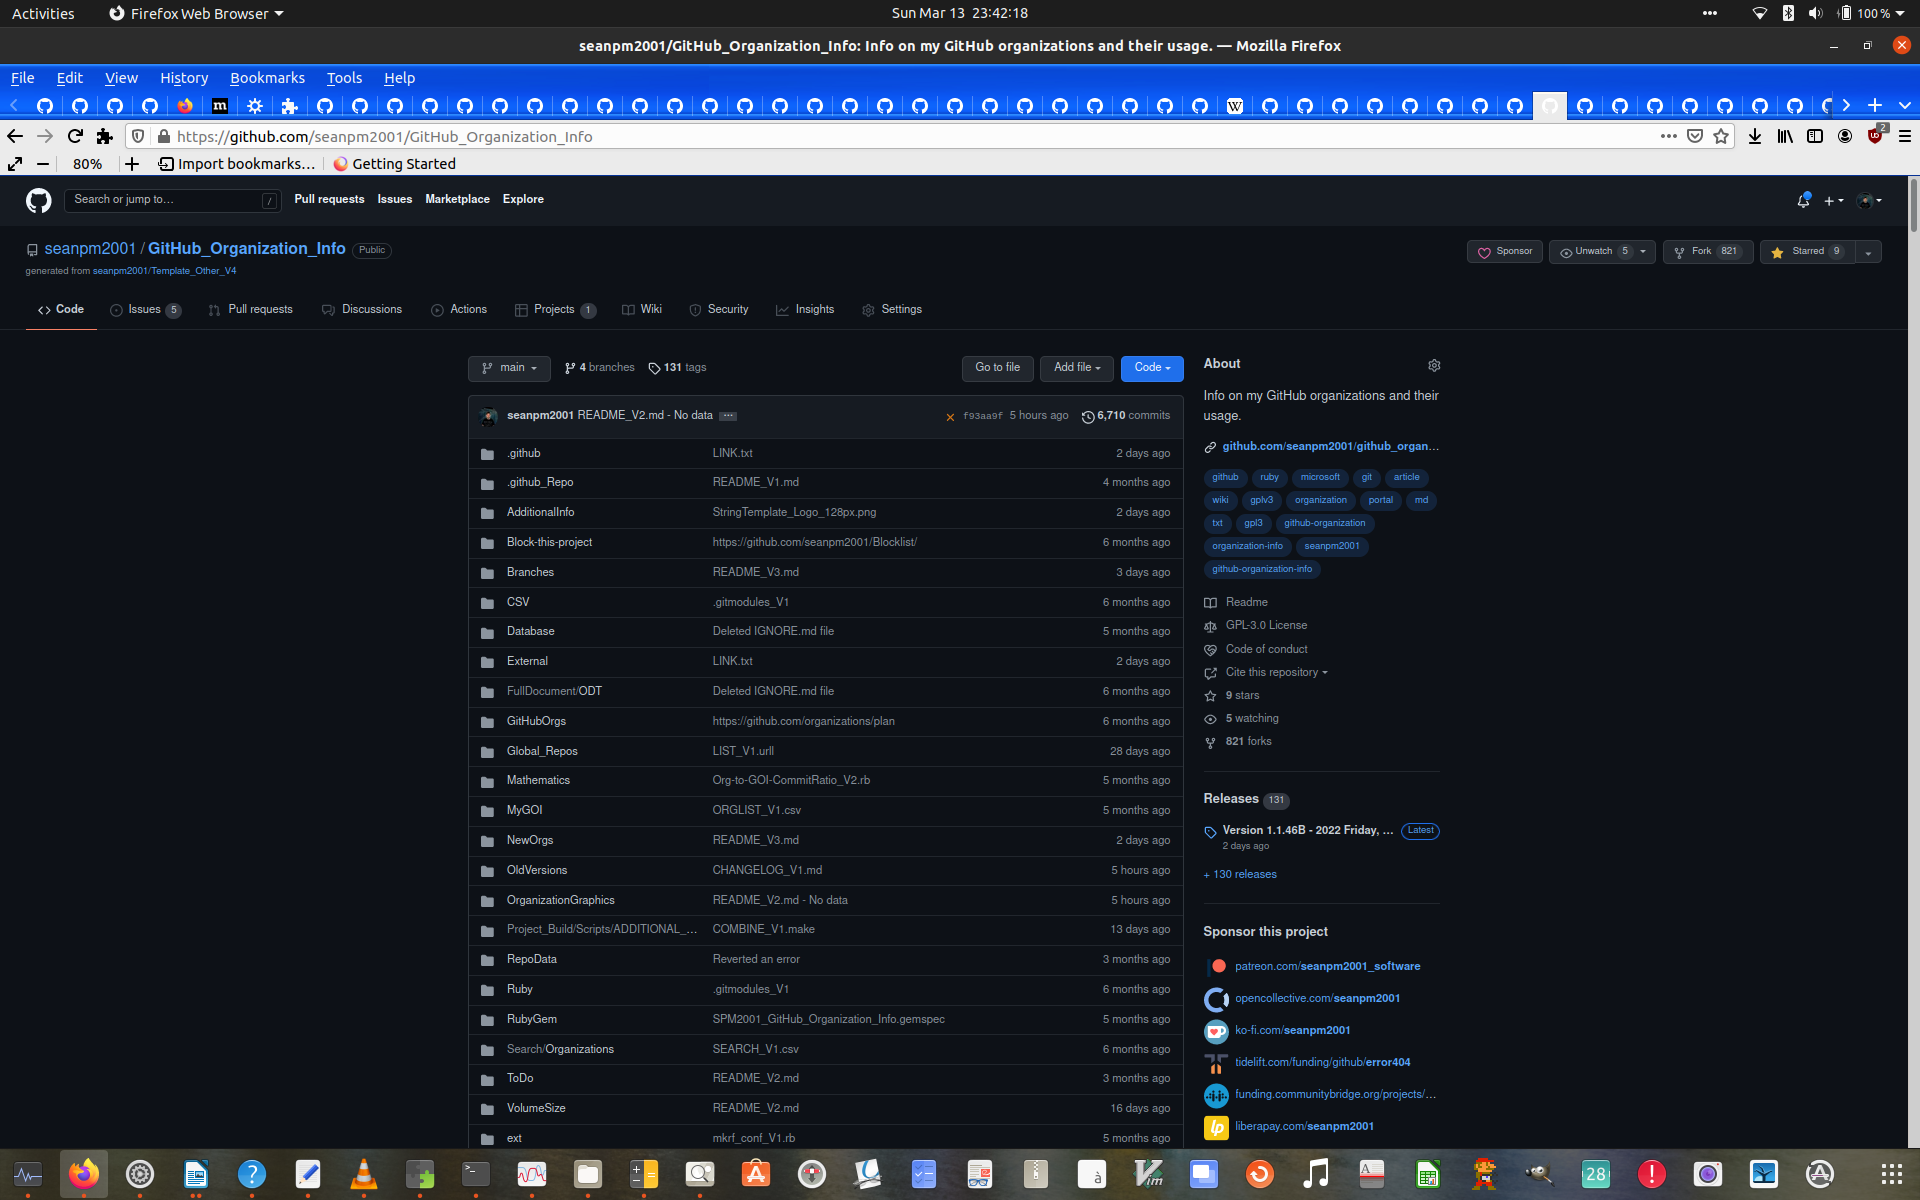 Activities Firefox Web Browser Sun Mar 13 23:42:18 100 %
seanpm2001/GitHub_Organization_Info: Info on my GitHub organizations and their usage. — Mozilla Firefox
File Edit View History Bookmarks Tools Help
m W
https://github.com/seanpm2001/GitHub_Organization_Info 2
80% Import bookmarks… Getting Started
Search or jump to… / Pull requests Issues Marketplace Explore
seanpm2001 / GitHub_Organization_Info Public Sponsor Unwatch 5 Fork 821 Starred 9
generated from seanpm2001/Template_Other_V4
Code Issues 5 Pull requests Discussions Actions Projects 1 Wiki Security Insights Settings
main 4 branches 131 tags Go to file Add file Code
seanpm2001 README_V2.md - No data ... f93aa9f 5 hours ago 6,710 commits
.github LINK.txt 2 days ago
.github_Repo README_V1.md 4 months ago
AdditionalInfo StringTemplate_Logo_128px.png 2 days ago
Block-this-project https://github.com/seanpm2001/Blocklist/ 6 months ago
Branches README_V3.md 3 days ago
CSV .gitmodules_V1 6 months ago
Database Deleted IGNORE.md file 5 months ago
External LINK.txt 2 days ago
FullDocument/ODT Deleted IGNORE.md file 6 months ago
GitHubOrgs https://github.com/organizations/plan 6 months ago
Global_Repos LIST_V1.urll 28 days ago
Mathematics Org-to-GOI-CommitRatio_V2.rb 5 months ago
MyGOI ORGLIST_V1.csv 5 months ago
NewOrgs README_V3.md 2 days ago
OldVersions CHANGELOG_V1.md 5 hours ago
OrganizationGraphics README_V2.md - No data 5 hours ago
Project_Build/Scripts/ADDITIONAL_… COMBINE_V1.make 13 days ago
RepoData Reverted an error 3 months ago
Ruby .gitmodules_V1 6 months ago
RubyGem SPM2001_GitHub_Organization_Info.gemspec 5 months ago
Search/Organizations SEARCH_V1.csv 6 months ago
ToDo README_V2.md 3 months ago
VolumeSize README_V2.md 16 days ago
ext mkrf_conf_V1.rb 5 months ago
About
Info on my GitHub organizations and their
usage.
github.com/seanpm2001/github_organ…
github ruby microsoft git article
wiki gplv3 organization portal md
txt gpl3 github-organization
organization-info seanpm2001
github-organization-info
Readme
GPL-3.0 License
Code of conduct
Cite this repository
9 stars
5 watching
821 forks
Releases 131
Version 1.1.46B - 2022 Friday, … Latest
2 days ago
+ 130 releases
Sponsor this project
patreon.com/seanpm2001_software
opencollective.com/seanpm2001
ko-fi.com/seanpm2001
tidelift.com/funding/github/error404
funding.communitybridge.org/projects/…
lp liberapay.com/seanpm2001
? >_ à Vim A 28 !